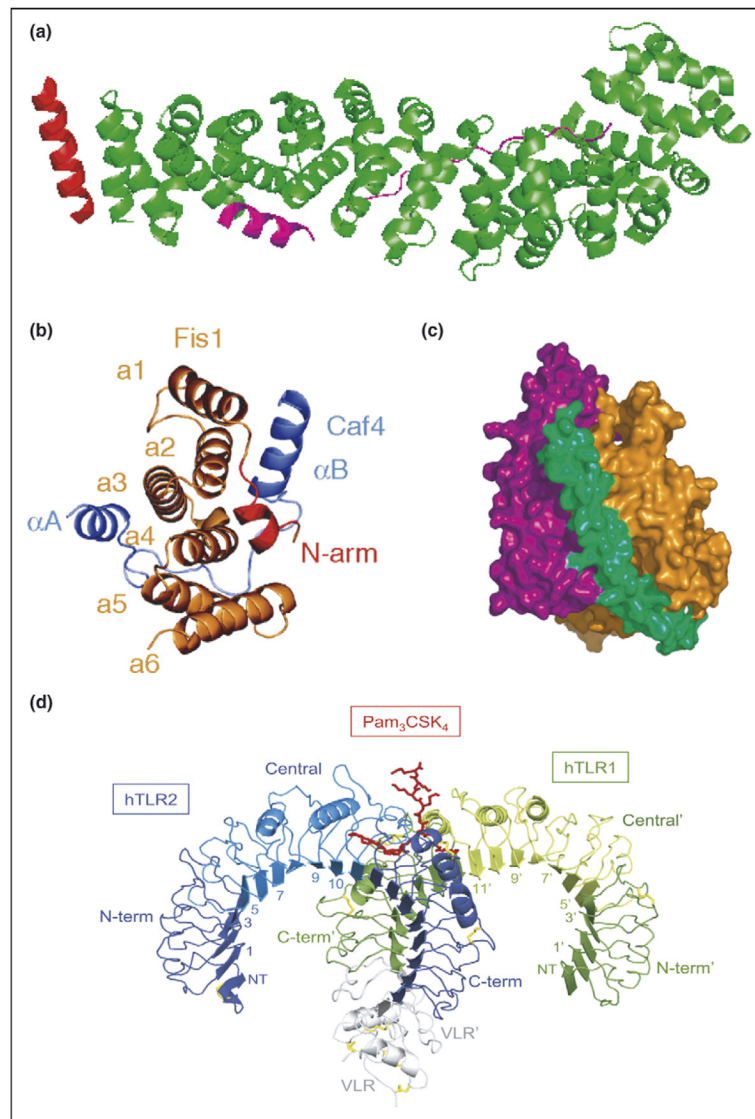 (a)
(b)
Fis1
a1
Caf4
a2
αB
a3
αA
a4
N-arm
a5
a6
(c)
(d)
Pam₃CSK₄
hTLR2
Central
hTLR1
Central'
N-term
5
7
9
10
11'
9'
7'
5'
3
3'
1
1'
C-term'
C-term
NT
NT
N-term'
VLR'
VLR